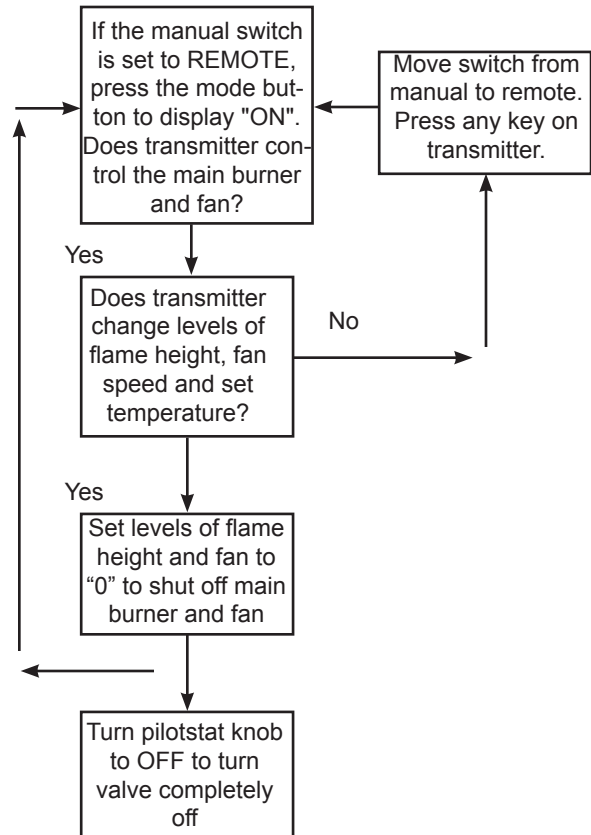 If the manual switch
is set to REMOTE,
press the mode but-
ton to display "ON".
Does transmitter con-
trol the main burner
and fan?
Move switch from
manual to remote.
Press any key on
transmitter.
Yes
Does transmitter
change levels of
flame height, fan
speed and set
temperature?
No
Yes
Set levels of flame
height and fan to
“0” to shut off main
burner and fan
Turn pilotstat knob
to OFF to turn
valve completely
off